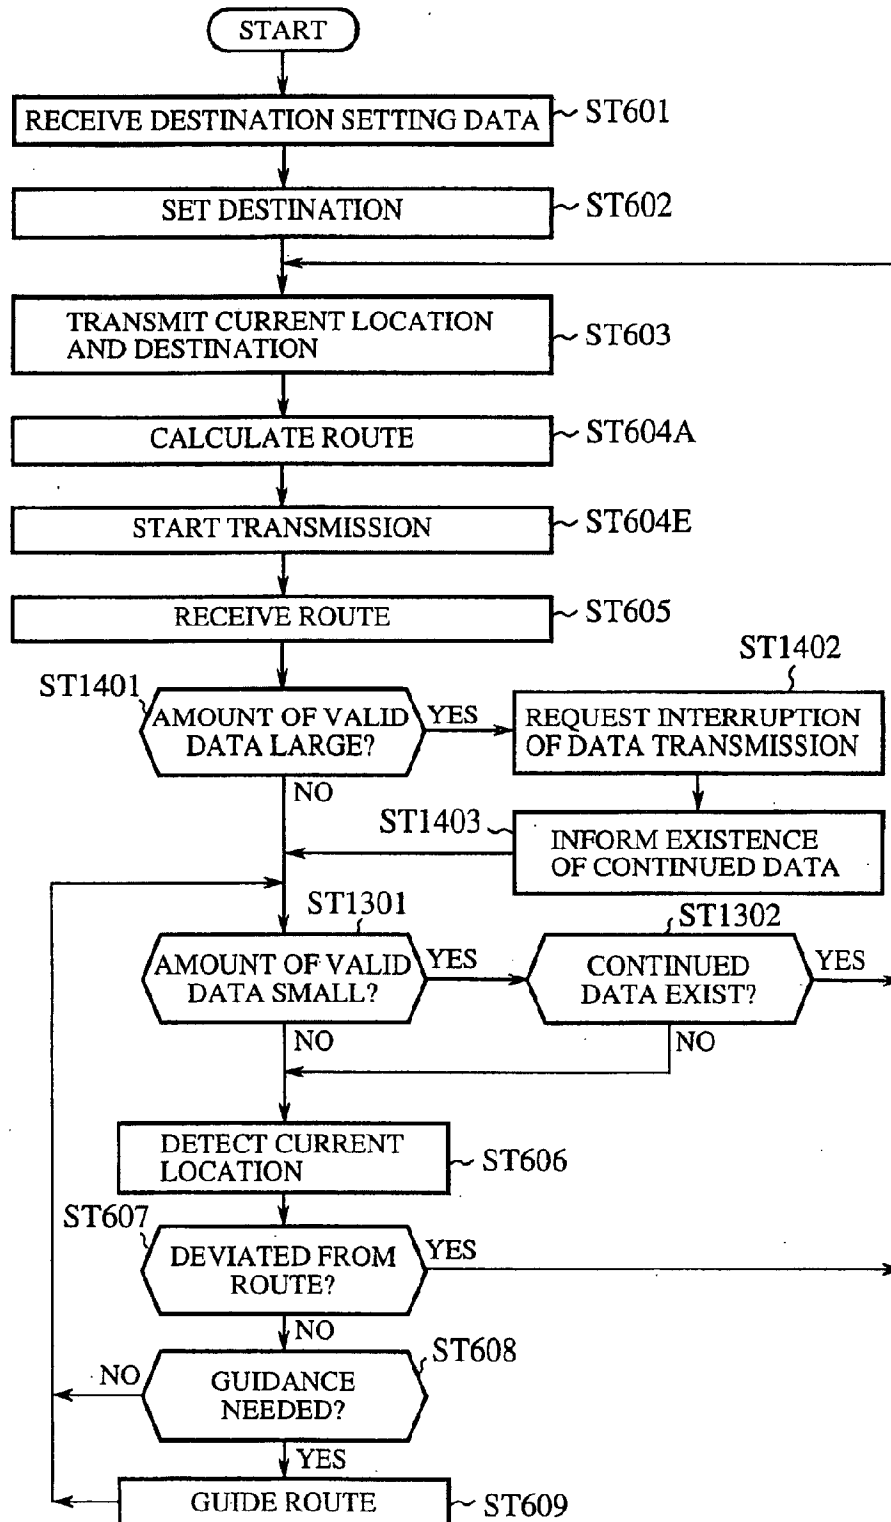 START
RECEIVE DESTINATION SETTING DATA
ST601
SET DESTINATION
ST602
TRANSMIT CURRENT LOCATION
AND DESTINATION
ST603
CALCULATE ROUTE
ST604A
START TRANSMISSION
ST604E
RECEIVE ROUTE
ST605
ST1401
AMOUNT OF VALID
DATA LARGE?
YES
NO
ST1402
REQUEST INTERRUPTION
OF DATA TRANSMISSION
ST1403
INFORM EXISTENCE
OF CONTINUED DATA
ST1301
AMOUNT OF VALID
DATA SMALL?
YES
NO
ST1302
CONTINUED
DATA EXIST?
YES
NO
DETECT CURRENT
LOCATION
ST606
ST607
DEVIATED FROM
ROUTE?
YES
NO
ST608
GUIDANCE
NEEDED?
NO
YES
GUIDE ROUTE
ST609